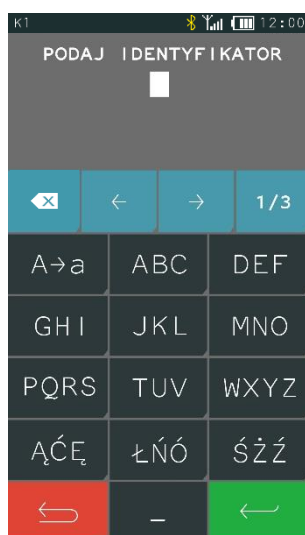 K1 12:00
PODAJ IDENTYFIKATOR
← → 1/3
A→a ABC DEF
GHI JKL MNO
PQRS TUV WXYZ
ĄĆĘ ŁŃÓ ŚŻŹ
_